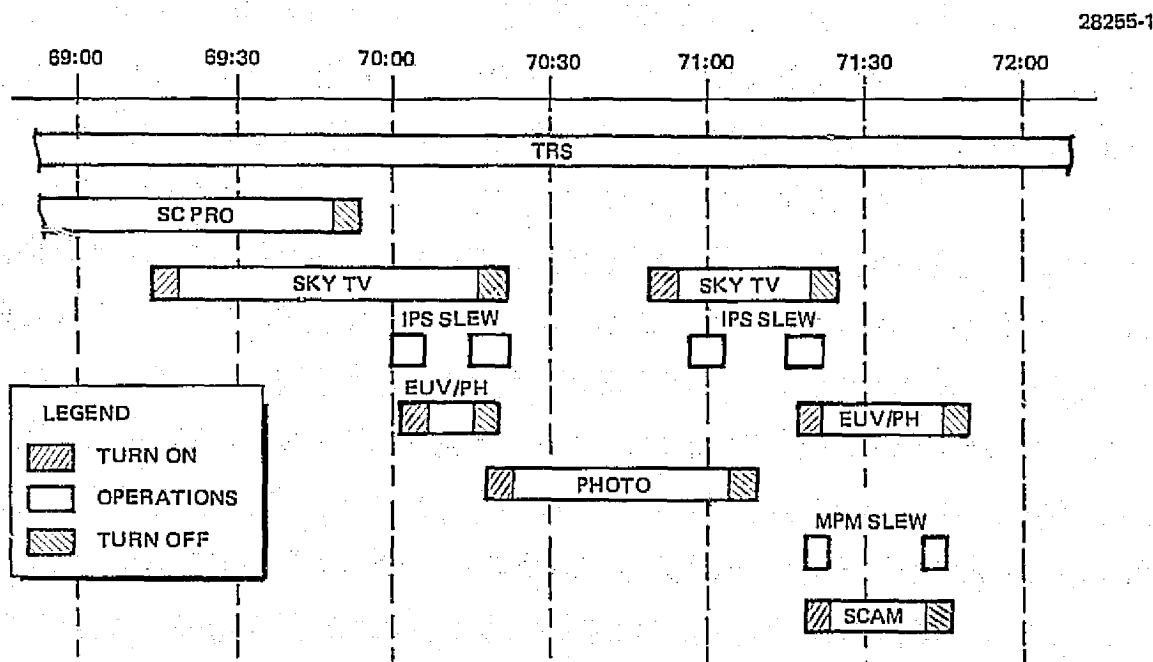 28255-1
69:00 69:30 70:00 70:30 71:00 71:30 72:00
TRS
SC PRO
SKY TV SKY TV
IPS SLEW IPS SLEW
EUV/PH
EUV/PH
LEGEND
TURN ON
OPERATIONS
TURN OFF
PHOTO
MPM SLEW
SCAM